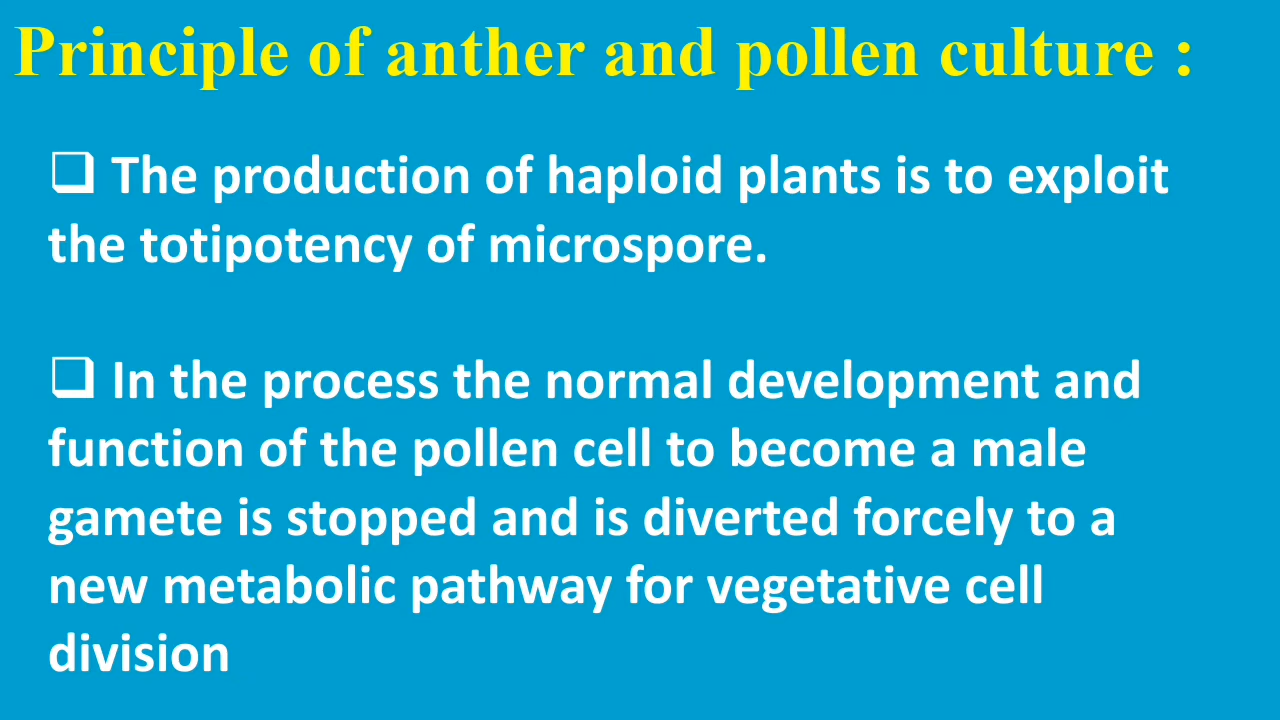 Principle of anther and pollen culture :
❑ The production of haploid plants is to exploit
the totipotency of microspore.
❑ In the process the normal development and
function of the pollen cell to become a male
gamete is stopped and is diverted forcely to a
new metabolic pathway for vegetative cell
division